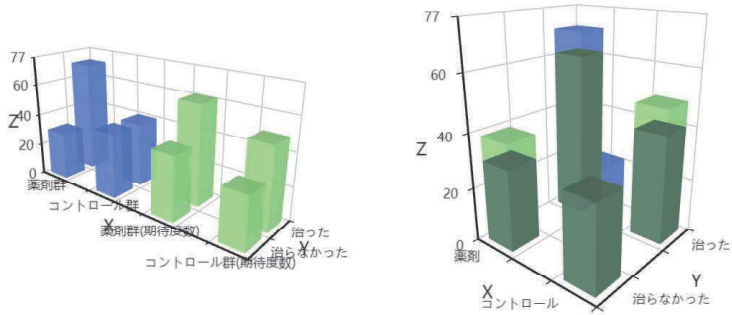 77
60
40
20
0
Z
薬剤群
コントロール群
X
薬剤群(期待度数)
コントロール群(期待度数)
治らなかった
治った
Y
77
60
40
20
0
Z
薬剤
X
コントロール
治らなかった
Y
治った